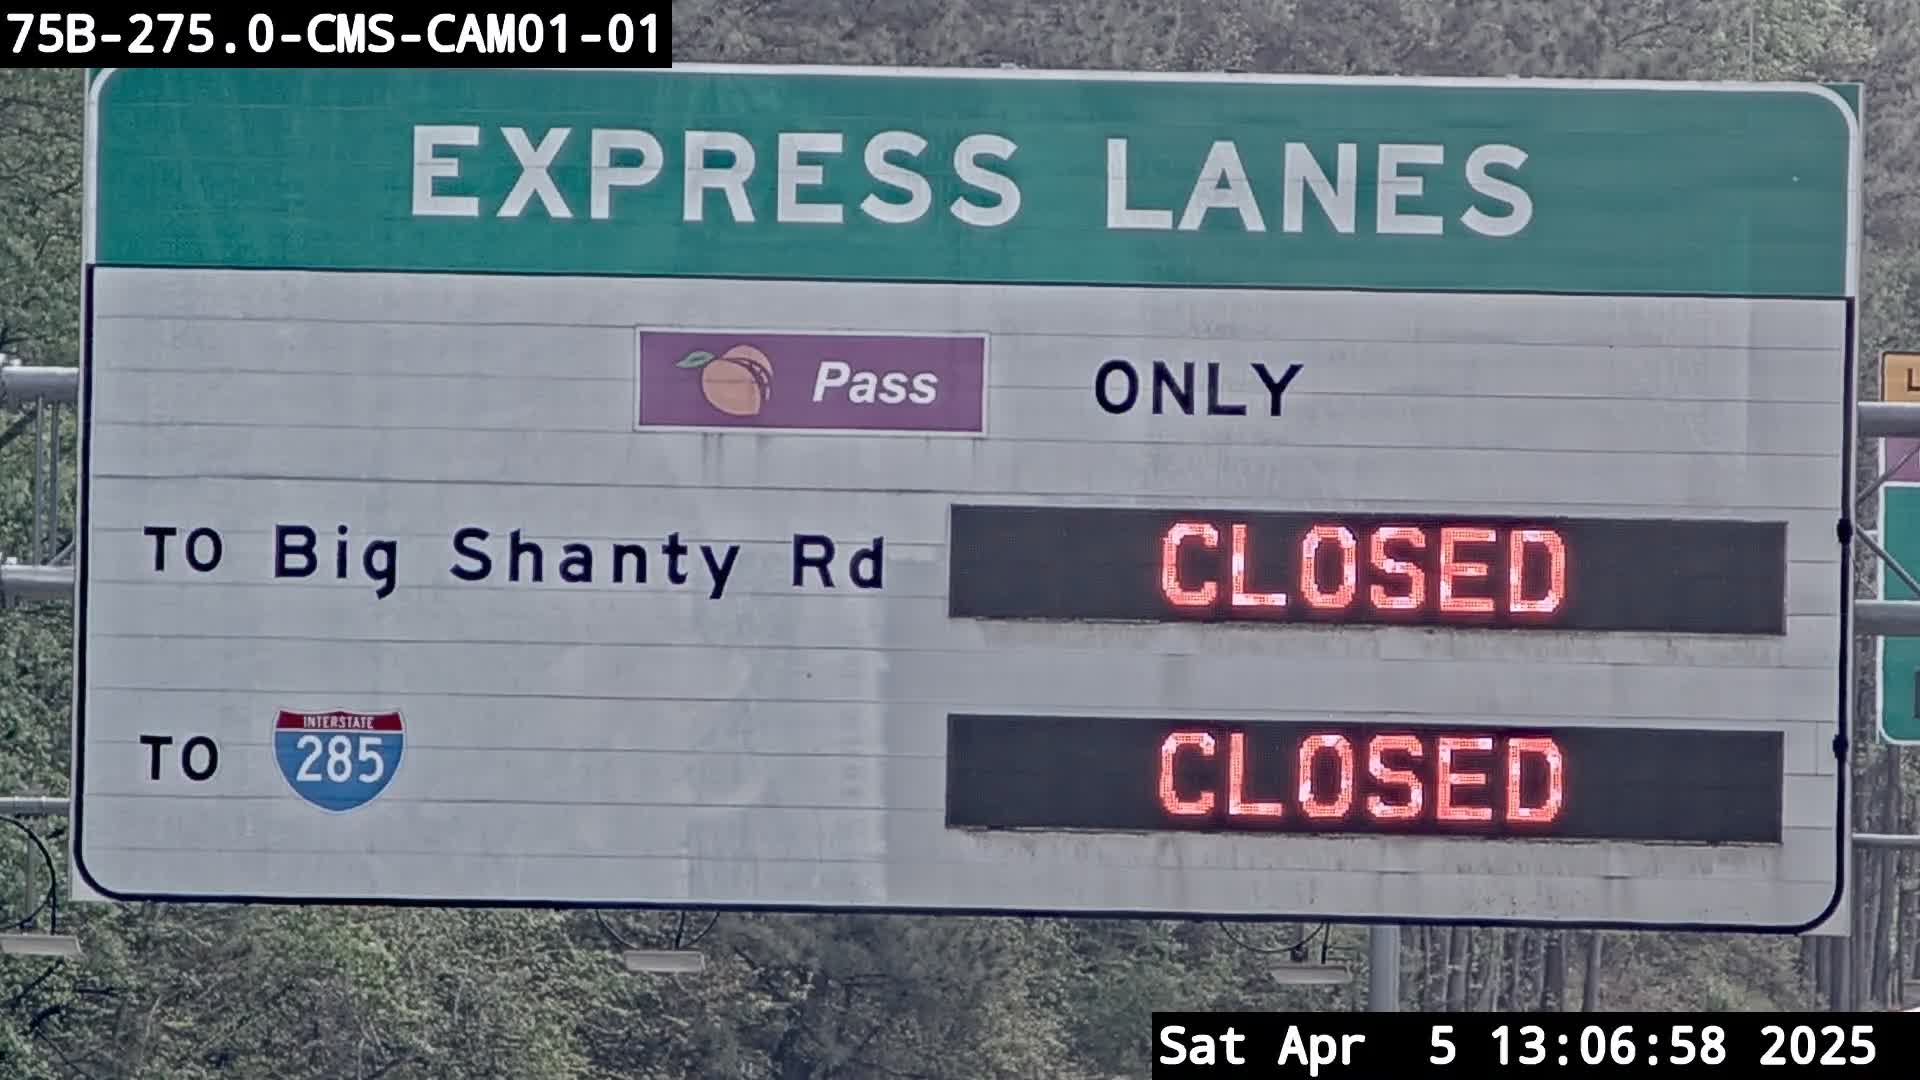 75B-275.0-CMS-CAM01-01
EXPRESS LANES
Pass ONLY
TO Big Shanty Rd CLOSED
TO INTERSTATE 285 CLOSED
Sat Apr 5 13:06:58 2025